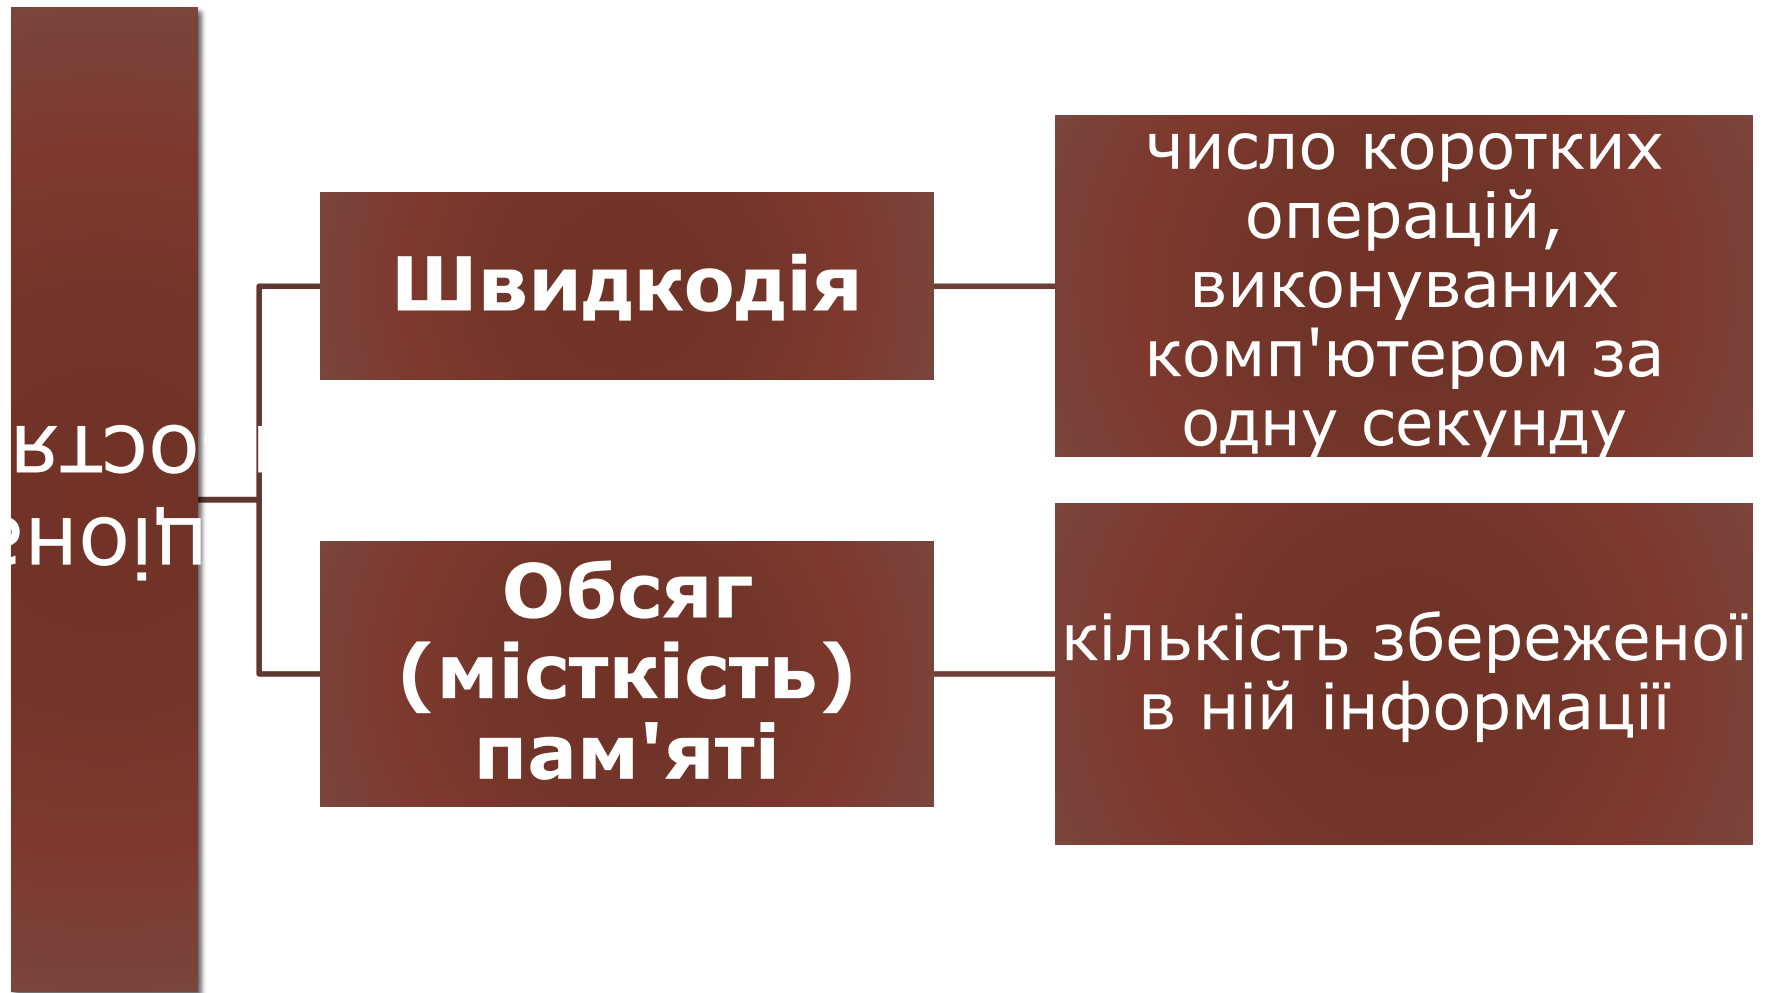 Швидкодія
число коротких
операцій,
виконуваних
комп'ютером за
одну секунду
Обсяг
(місткість)
пам'яті
кількість збереженої
в ній інформації